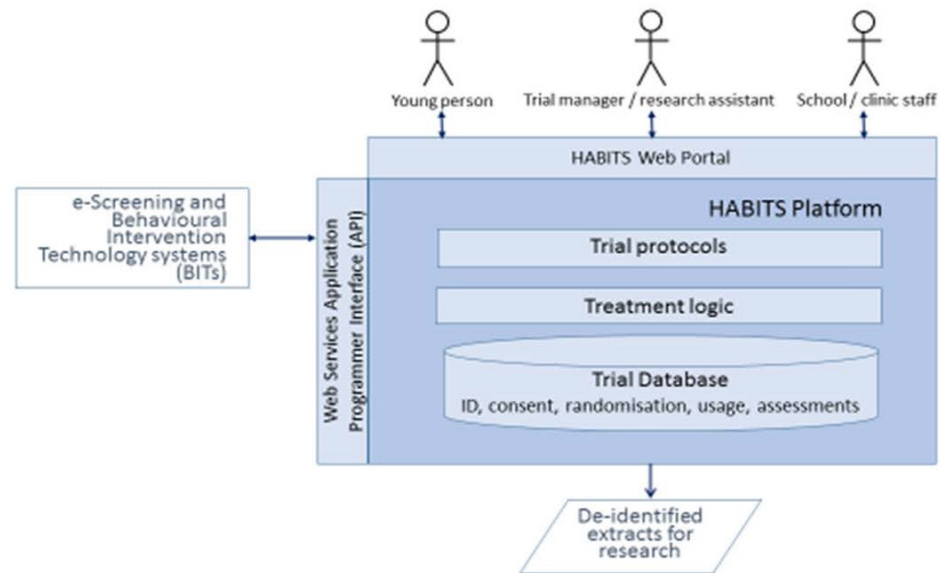 Young person
Trial manager / research assistant
School / clinic staff
HABITS Web Portal
e-Screening and
Behavioural
Intervention
Technology systems
(BITs)
Web Services Application
Programmer Interface (API)
HABITS Platform
Trial protocols
Treatment logic
Trial Database
ID, consent, randomisation, usage, assessments
De-identified
extracts for
research